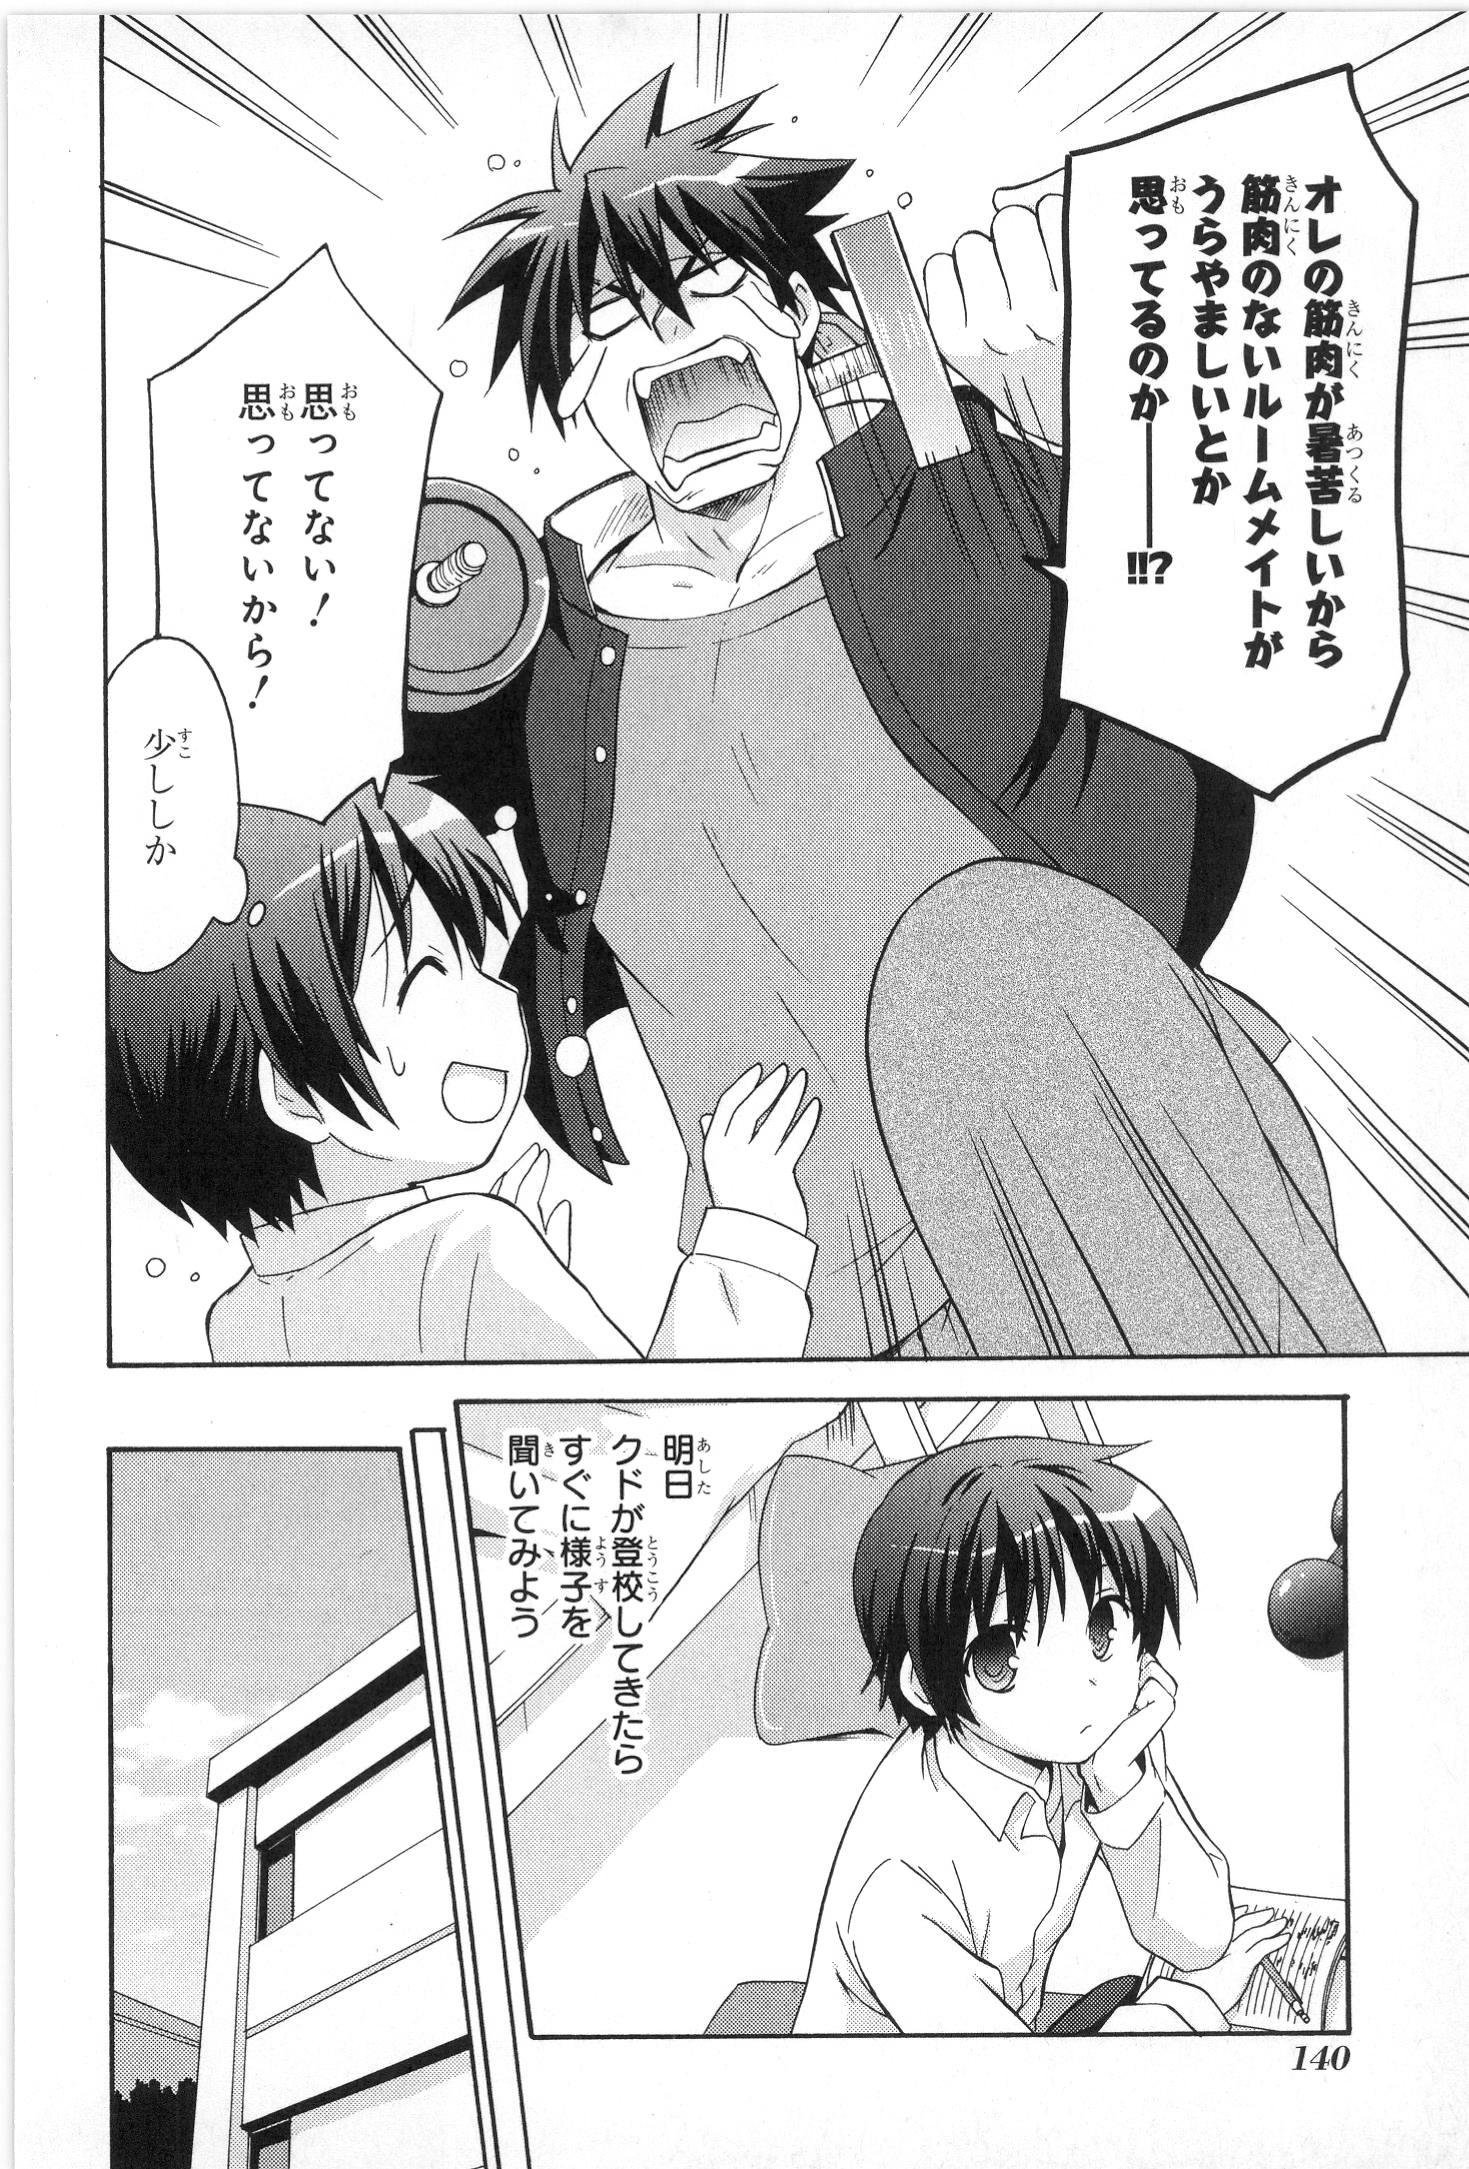 オレの筋肉が暑苦しいから
筋肉のないルームメイトが
うらやましいとか
思ってるのか━━━!!?
思ってない!
思ってないから!
少ししか
明日
クドが登校してきたら
すぐに様子を
聞いてみよう
140